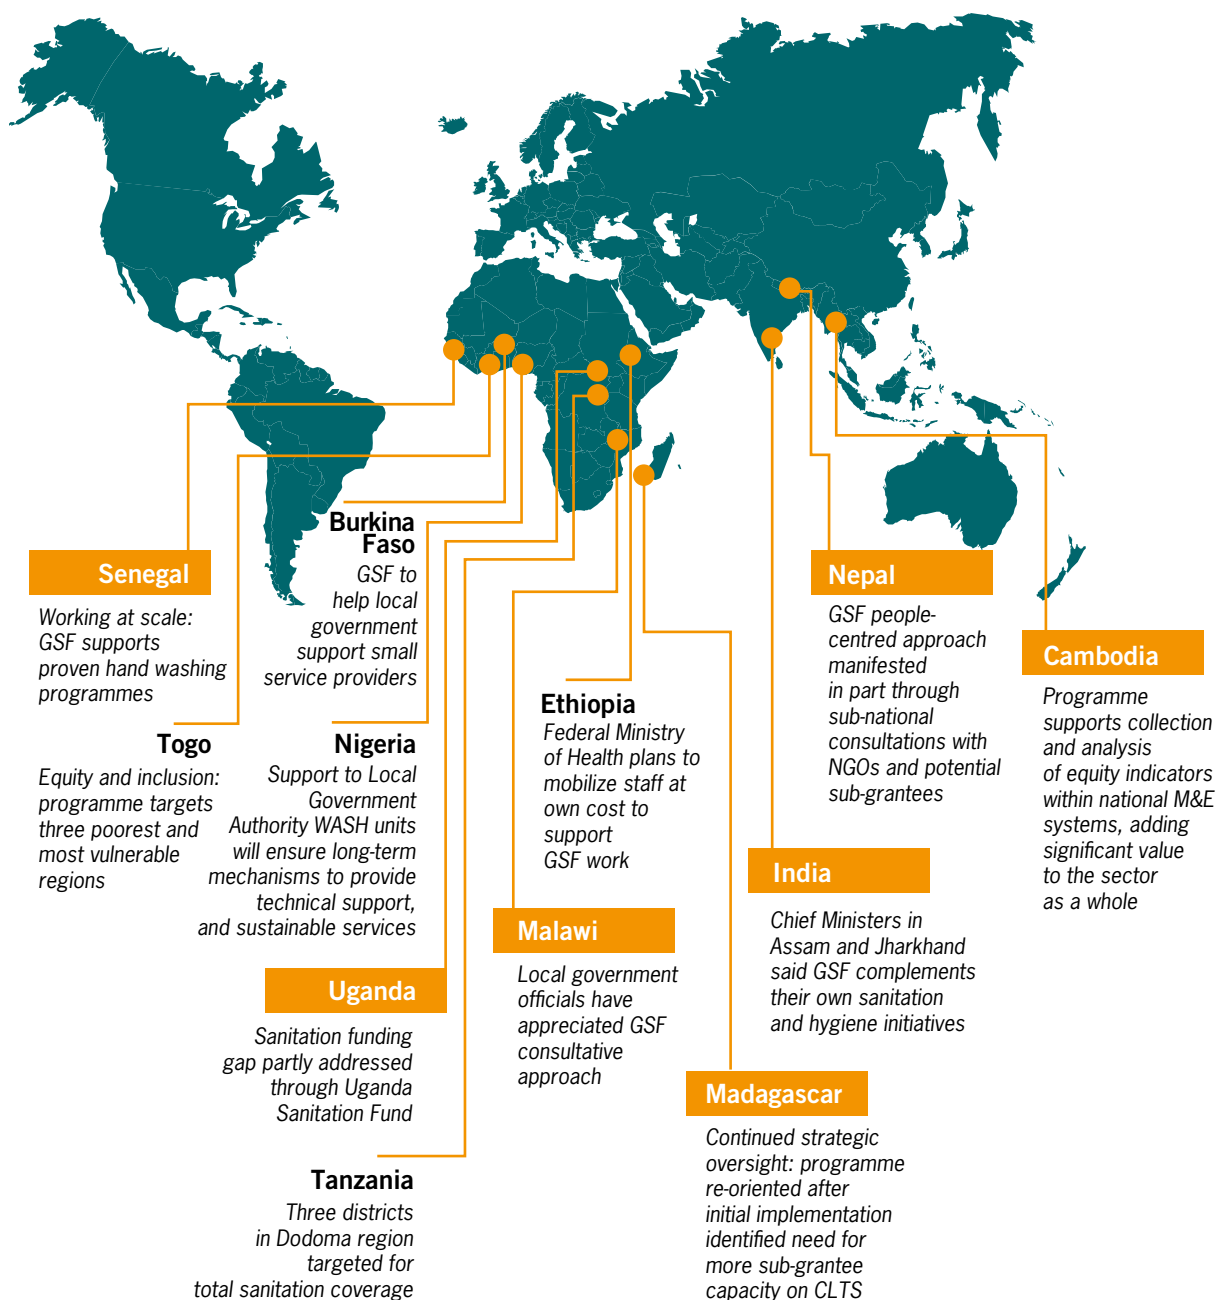 Burkina
Faso
GSF to
help local
government
support small
service providers
Senegal
Working at scale:
GSF supports
proven hand washing
programmes
Togo
Equity and inclusion:
programme targets
three poorest and
most vulnerable
regions
Nigeria
Support to Local
Government
Authority WASH units
will ensure long-term
mechanisms to provide
technical support,
and sustainable services
Ethiopia
Federal Ministry
of Health plans to
mobilize staff at
own cost to
support
GSF work
Nepal
GSF people-
centred approach
manifested
in part through
sub-national
consultations with
NGOs and potential
sub-grantees
Cambodia
Programme
supports collection
and analysis
of equity indicators
within national M&E
systems, adding
significant value
to the sector
as a whole
India
Chief Ministers in
Assam and Jharkhand
said GSF complements
their own sanitation
and hygiene initiatives
Malawi
Local government
officials have
appreciated GSF
consultative
approach
Uganda
Sanitation funding
gap partly addressed
through Uganda
Sanitation Fund
Madagascar
Continued strategic
oversight: programme
re-oriented after
initial implementation
identified need for
more sub-grantee
capacity on CLTS
Tanzania
Three districts
in Dodoma region
targeted for
total sanitation coverage